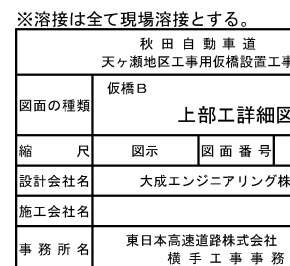 ※溶接は全て現場溶接とする。
秋田自動車道
天ヶ瀬地区工事用仮橋設置工事
図面の種類
仮橋B
上部工詳細図
縮 尺 図示 図面番号
設計会社名 大成エンジニアリング株
施工会社名
事務所名
東日本高速道路株式会社
横手工事事務